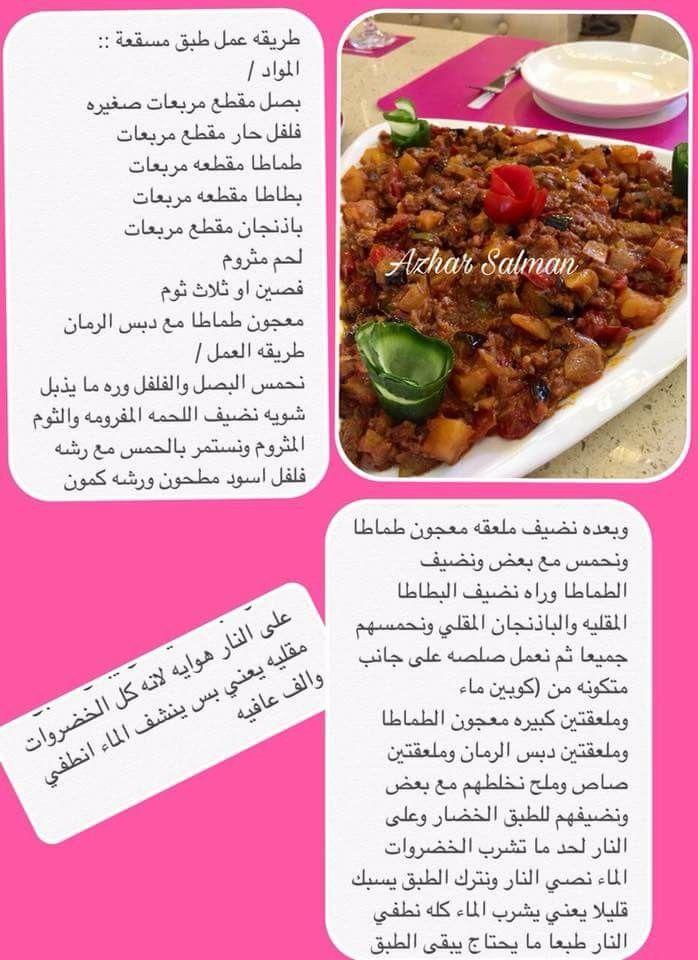 طريقه عمل طبق مسقعة ::
المواد /
بصل مقطع مربعات صغيره
فلفل حار مقطع مربعات
طماطا مقطعه مربعات
بطاطا مقطعه مربعات
باذنجان مقطع مربعات
لحم مثروم
فصين او ثلاث ثوم
معجون طماطا مع دبس الرمان
طريقه العمل /
نحمس البصل والفلفل وره ما يذبل
شويه نضيف اللحمه المفرومه والثوم
المثروم ونستمر بالحمس مع رشه
فلفل اسود مطحون ورشه كمون
Azhar Salman
وبعده نضيف ملعقه معجون طماطا
ونحمس مع بعض ونضيف
الطماطا وراه نضيف البطاطا
المقليه والباذنجان المقلي ونحمسهم
جميعا ثم نعمل صلصه على جانب
متكونه من (كوبين ماء
وملعقتين كبيره معجون الطماطا
وملعقتين دبس الرمان وملعقتين
صاص وملح نخلطهم مع بعض
ونضيفهم للطبق الخضار وعلى
النار لحد ما تشرب الخضروات
الماء نصي النار ونترك الطبق يسبك
قليلا يعني يشرب الماء كله نطفي
النار طبعا ما يحتاج يبقى الطبق
على النار هوايه لانه كل الخضروات
مقليه يعني بس ينشف الماء انطفي
والف عافيه